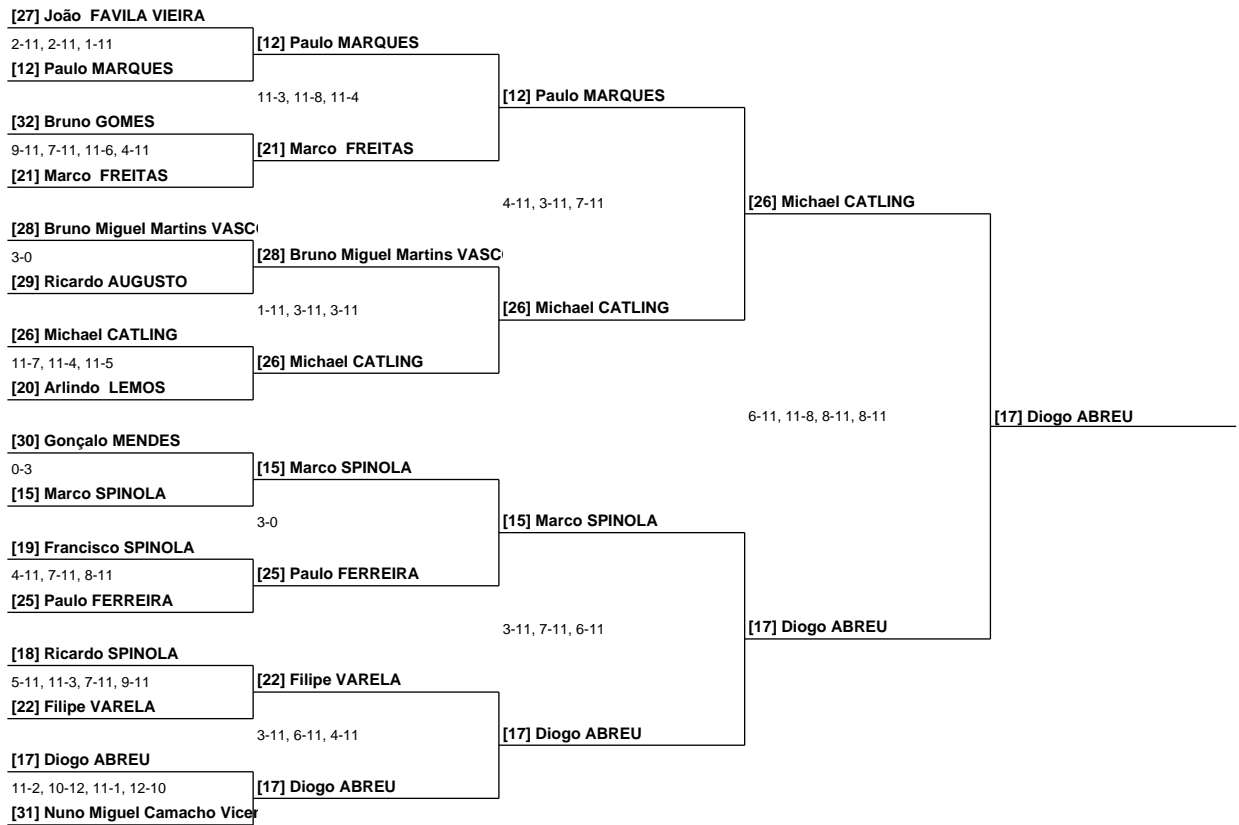 [27] João FAVILA VIEIRA
2-11, 2-11, 1-11
[12] Paulo MARQUES
[12] Paulo MARQUES
11-3, 11-8, 11-4
[12] Paulo MARQUES
[32] Bruno GOMES
9-11, 7-11, 11-6, 4-11
[21] Marco FREITAS
[21] Marco FREITAS
4-11, 3-11, 7-11
[26] Michael CATLING
[28] Bruno Miguel Martins VASC
3-0
[28] Bruno Miguel Martins VASC
[29] Ricardo AUGUSTO
1-11, 3-11, 3-11
[26] Michael CATLING
[26] Michael CATLING
11-7, 11-4, 11-5
[26] Michael CATLING
[20] Arlindo LEMOS
6-11, 11-8, 8-11, 8-11
[17] Diogo ABREU
[30] Gonçalo MENDES
0-3
[15] Marco SPINOLA
[15] Marco SPINOLA
3-0
[15] Marco SPINOLA
[19] Francisco SPINOLA
4-11, 7-11, 8-11
[25] Paulo FERREIRA
[25] Paulo FERREIRA
3-11, 7-11, 6-11
[17] Diogo ABREU
[18] Ricardo SPINOLA
5-11, 11-3, 7-11, 9-11
[22] Filipe VARELA
[22] Filipe VARELA
3-11, 6-11, 4-11
[17] Diogo ABREU
[17] Diogo ABREU
11-2, 10-12, 11-1, 12-10
[17] Diogo ABREU
[31] Nuno Miguel Camacho Vicer